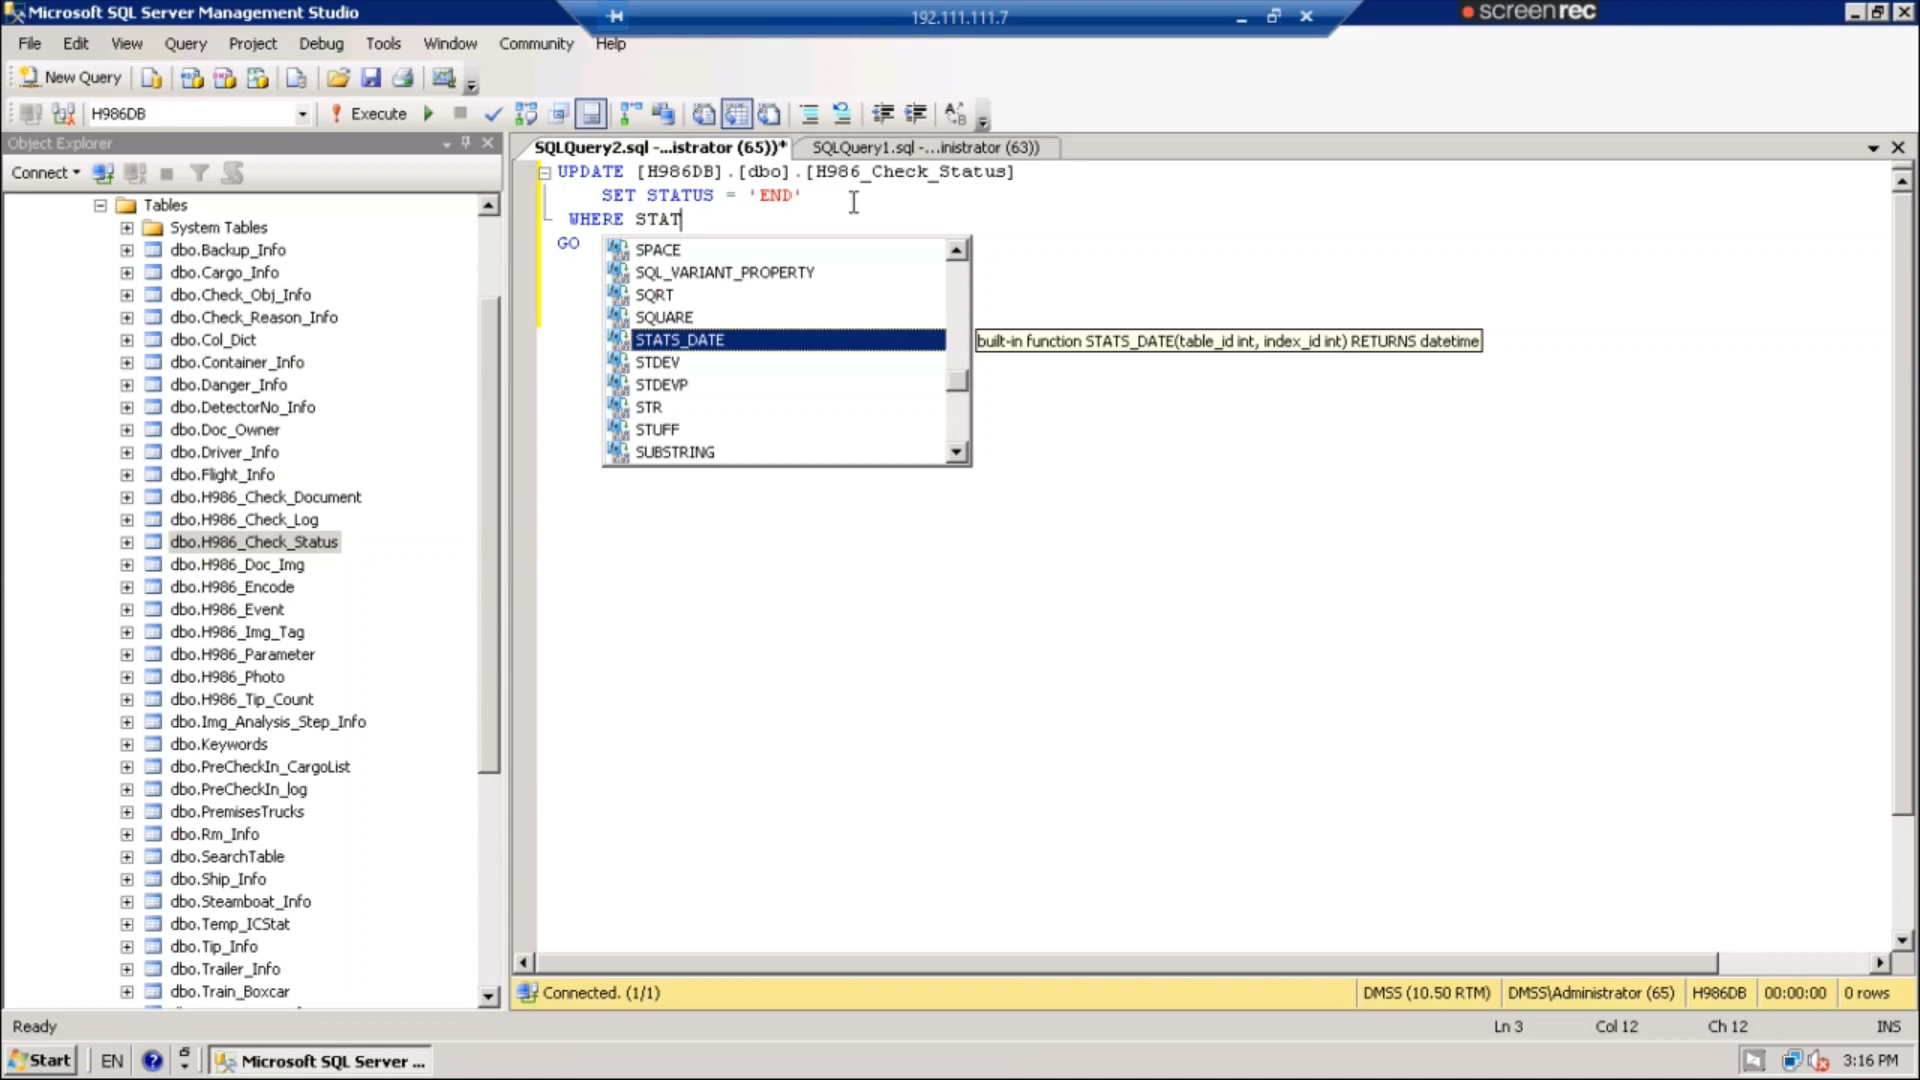 Microsoft SQL Server Management Studio
192.111.111.7
screenrec
File Edit View Query Project Debug Tools Window Community Help
New Query
H986DB
Execute
Object Explorer
Connect
Tables
System Tables
dbo.Backup_Info
dbo.Cargo_Info
dbo.Check_Obj_Info
dbo.Check_Reason_Info
dbo.Col_Dict
dbo.Container_Info
dbo.Danger_Info
dbo.DetectorNo_Info
dbo.Doc_Owner
dbo.Driver_Info
dbo.Flight_Info
dbo.H986_Check_Document
dbo.H986_Check_Log
dbo.H986_Check_Status
dbo.H986_Doc_Img
dbo.H986_Encode
dbo.H986_Event
dbo.H986_Img_Tag
dbo.H986_Parameter
dbo.H986_Photo
dbo.H986_Tip_Count
dbo.Img_Analysis_Step_Info
dbo.Keywords
dbo.PreCheckIn_CargoList
dbo.PreCheckIn_log
dbo.PremisesTrucks
dbo.Rm_Info
dbo.SearchTable
dbo.Ship_Info
dbo.Steamboat_Info
dbo.Temp_ICStat
dbo.Tip_Info
dbo.Trailer_Info
dbo.Train_Boxcar
SQLQuery2.sql -...istrator (65))*
SQLQuery1.sql -...inistrator (63))
UPDATE [H986DB].[dbo].[H986_Check_Status]
SET STATUS = 'END'
WHERE STAT
GO
SPACE
SQL_VARIANT_PROPERTY
SQRT
SQUARE
STATS_DATE
STDEV
STDEVP
STR
STUFF
SUBSTRING
built-in function STATS_DATE(table_id int, index_id int) RETURNS datetime
Connected. (1/1)
DMSS (10.50 RTM)
DMSS\Administrator (65)
H986DB
00:00:00
0 rows
Ready
Ln 3
Col 12
Ch 12
INS
Start
EN
Microsoft SQL Server ...
3:16 PM